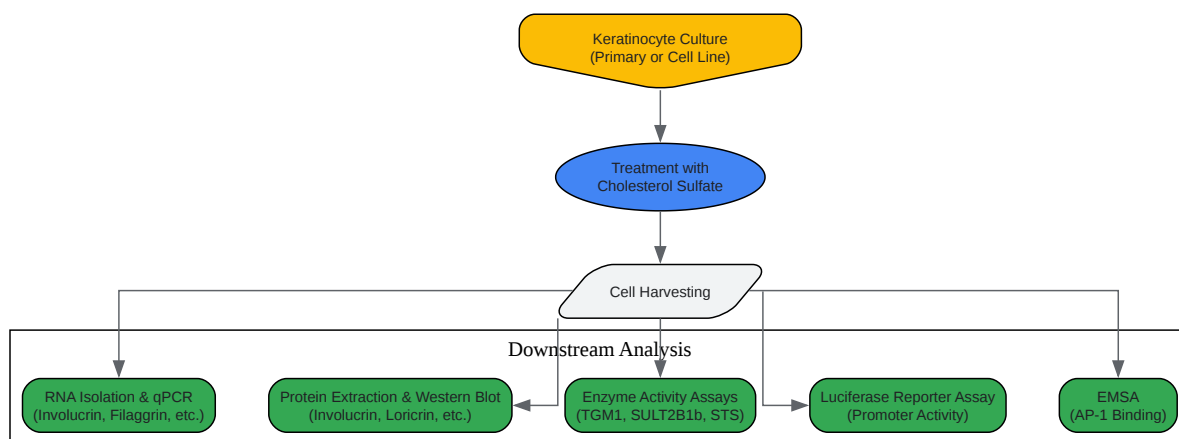 Keratinocyte Culture
(Primary or Cell Line)
Treatment with
Cholesterol Sulfate
Cell Harvesting
Downstream Analysis
RNA Isolation & qPCR
(Involucrin, Filaggrin, etc.)
Protein Extraction & Western Blot
(Involucrin, Loricrin, etc.)
Enzyme Activity Assays
(TGM1, SULT2B1b, STS)
Luciferase Reporter Assay
(Promoter Activity)
EMSA
(AP-1 Binding)